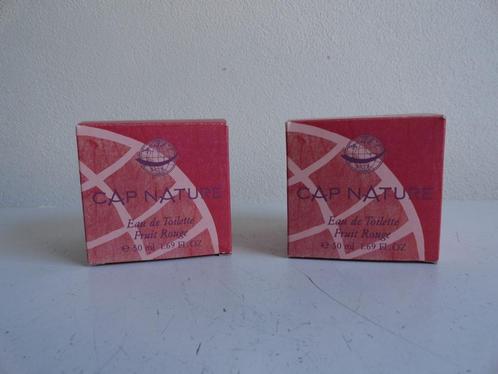 CAP NATURE
Eau de Toilette
Fruit Rouge
e 50 ml 1.69 FL.OZ
CAP NATURE
Eau de Toilette
Fruit Rouge
e 50 ml 1.69 FL.OZ